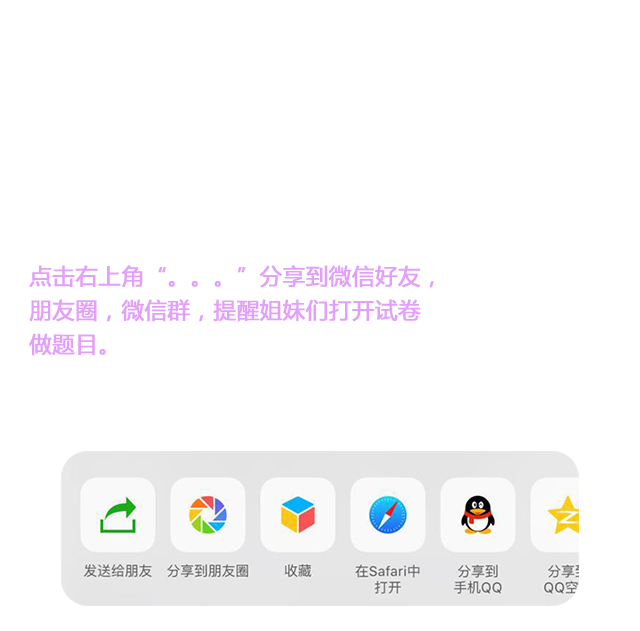 点击右上角“。。。”分享到微信好友，
朋友圈，微信群，提醒姐妹们打开试卷
做题目。
发送给朋友
分享到朋友圈
收藏
在Safari中
打开
分享到
手机QQ
分享到
QQ空